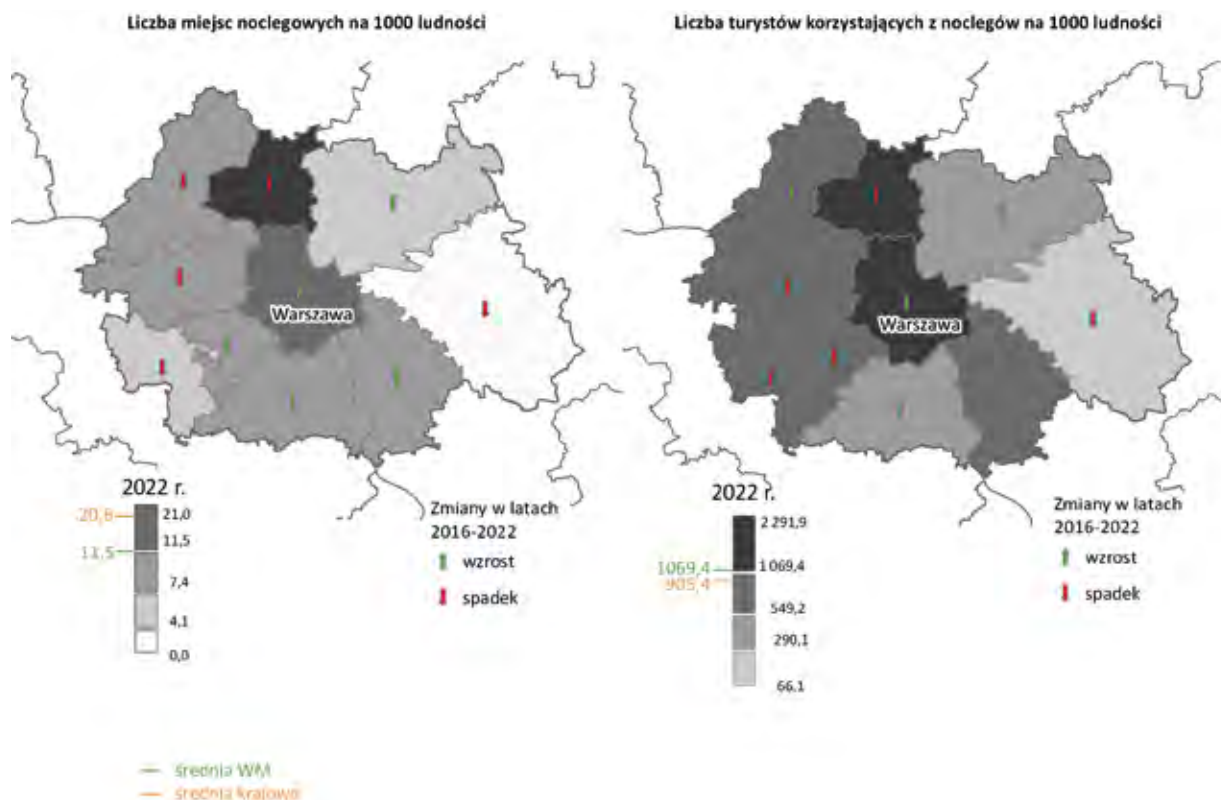 Liczba miejsc noclegowych na 1000 ludności
Warszawa
2022 r.
20,8
11,5
21,0
11,5
7,4
4,1
0,0
Zmiany w latach
2016-2022
wzrost
spadek
Liczba turystów korzystających z noclegów na 1000 ludności
Warszawa
2022 r.
1069,4
905,4
2 291,9
1069,4
549,2
290,1
66,1
Zmiany w latach
2016-2022
wzrost
spadek
średnia WM
średnia krajowa